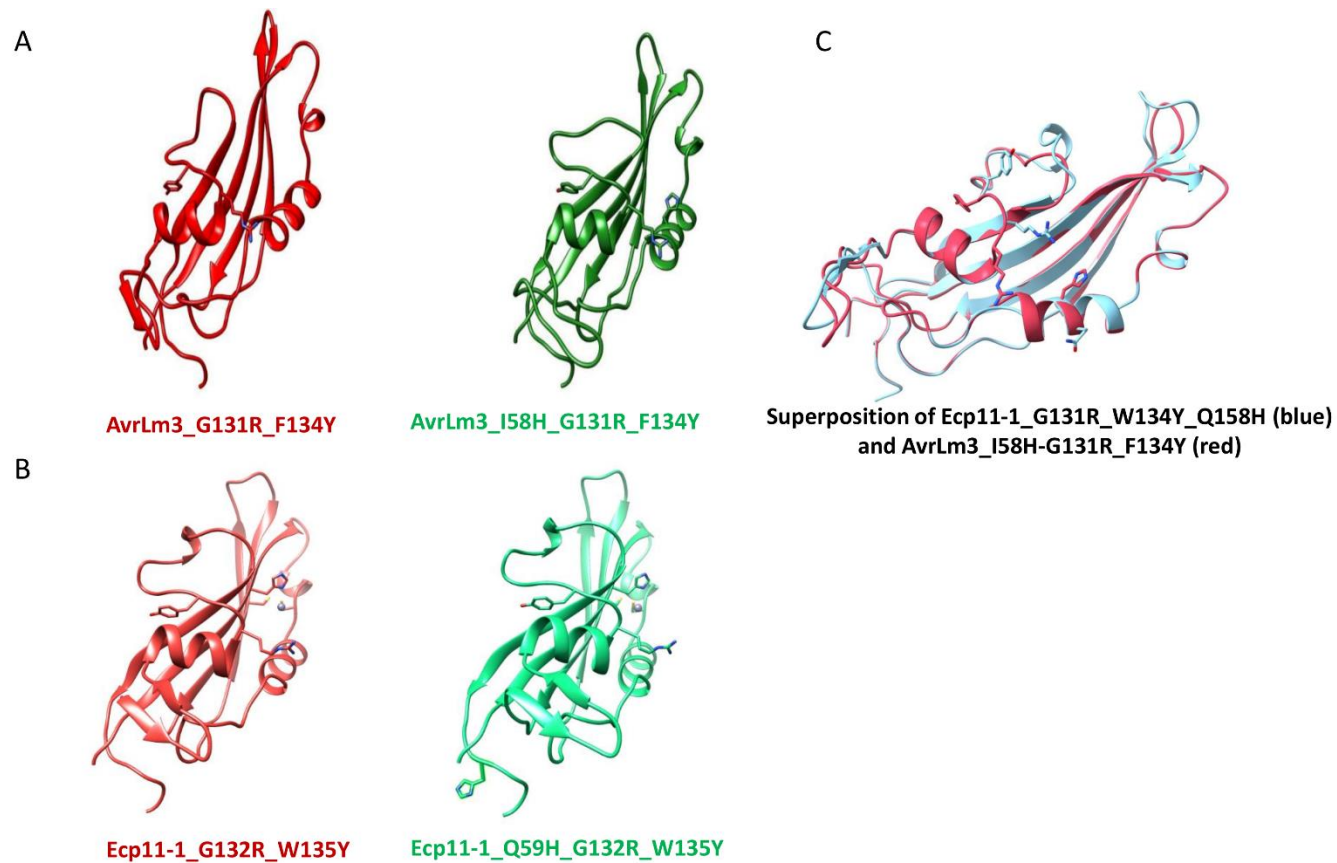 A
AvrLm3_G131R_F134Y
AvrLm3_I58H_G131R_F134Y
C
Superposition of Ecp11-1_G131R_W134Y_Q158H (blue)
and AvrLm3_I58H-G131R_F134Y (red)
B
Ecp11-1_G132R_W135Y
Ecp11-1_Q59H_G132R_W135Y